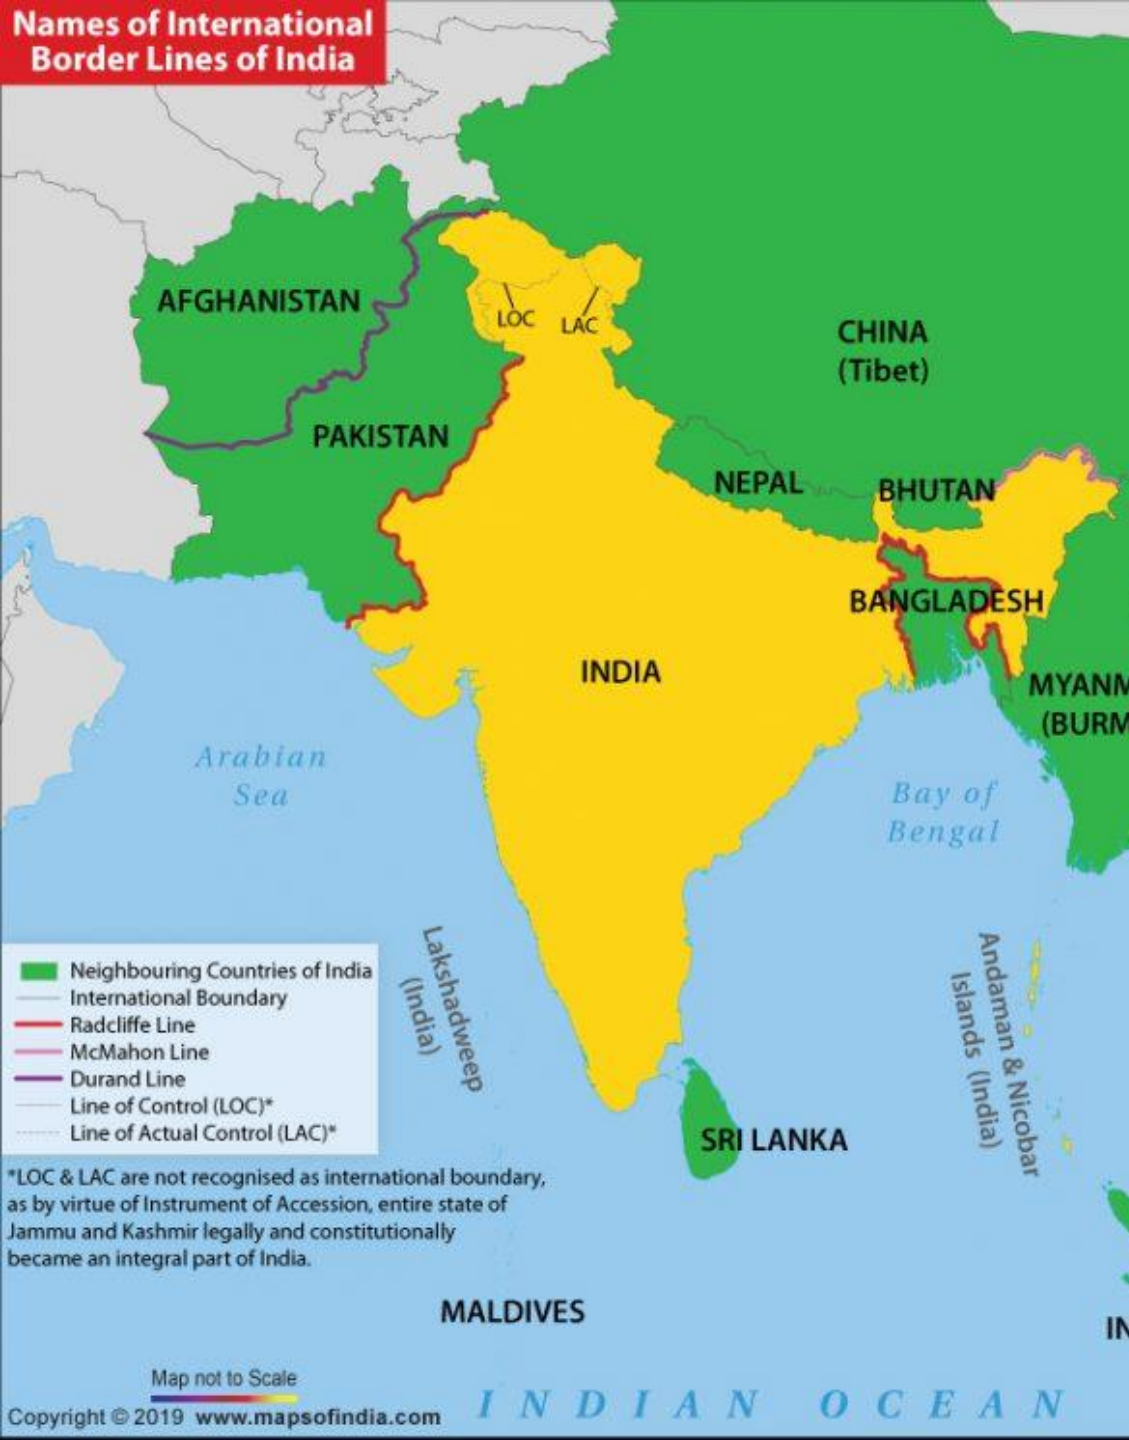 Names of International
Border Lines of India
AFGHANISTAN
LOC
LAC
CHINA
(Tibet)
PAKISTAN
NEPAL
BHUTAN
BANGLADESH
INDIA
MYANM
(BURM
Arabian
Sea
Bay of
Bengal
Lakshadweep
(India)
Andaman & Nicobar
Islands (India)
Neighbouring Countries of India
International Boundary
Radcliffe Line
McMahon Line
Durand Line
Line of Control (LOC)*
Line of Actual Control (LAC)*
SRI LANKA
*LOC & LAC are not recognised as international boundary,
as by virtue of Instrument of Accession, entire state of
Jammu and Kashmir legally and constitutionally
became an integral part of India.
MALDIVES
IN
Map not to Scale
INDIAN OCEAN
Copyright © 2019 www.mapsofindia.com